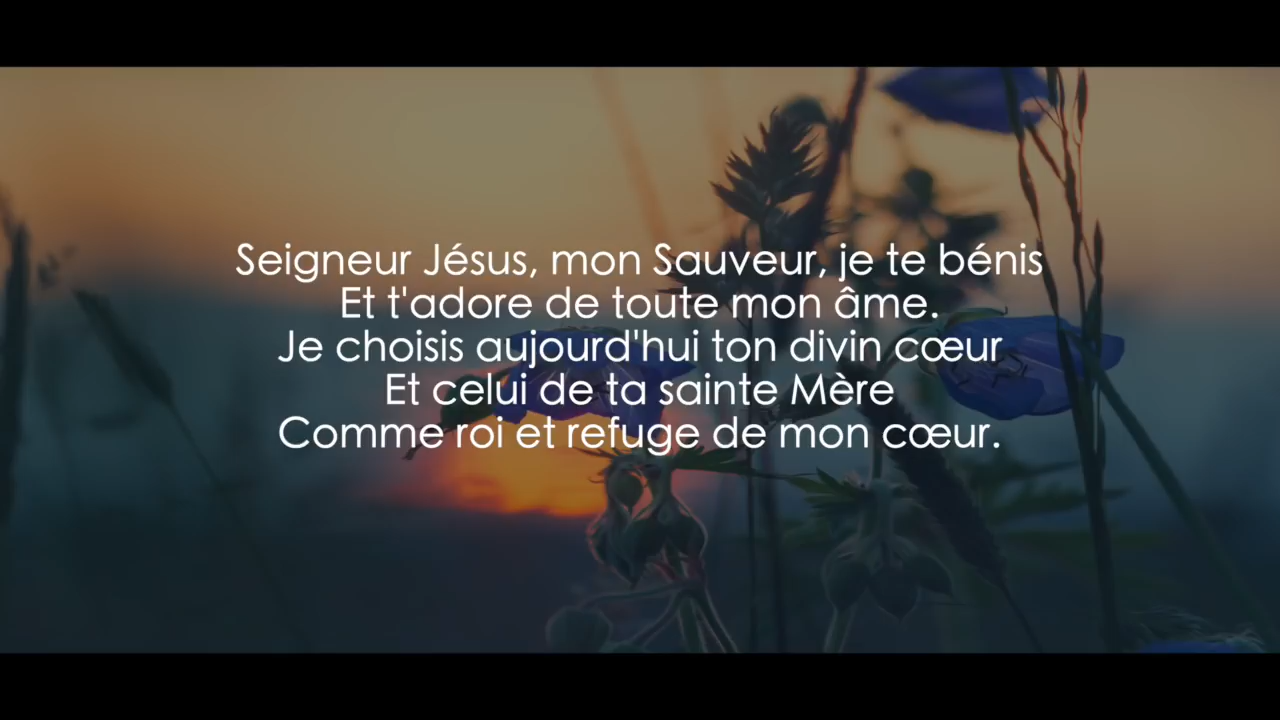 Seigneur Jésus, mon Sauveur, je te bénis
Et t'adore de toute mon âme.
Je choisis aujourd'hui ton divin cœur
Et celui de ta sainte Mère
Comme roi et refuge de mon cœur.